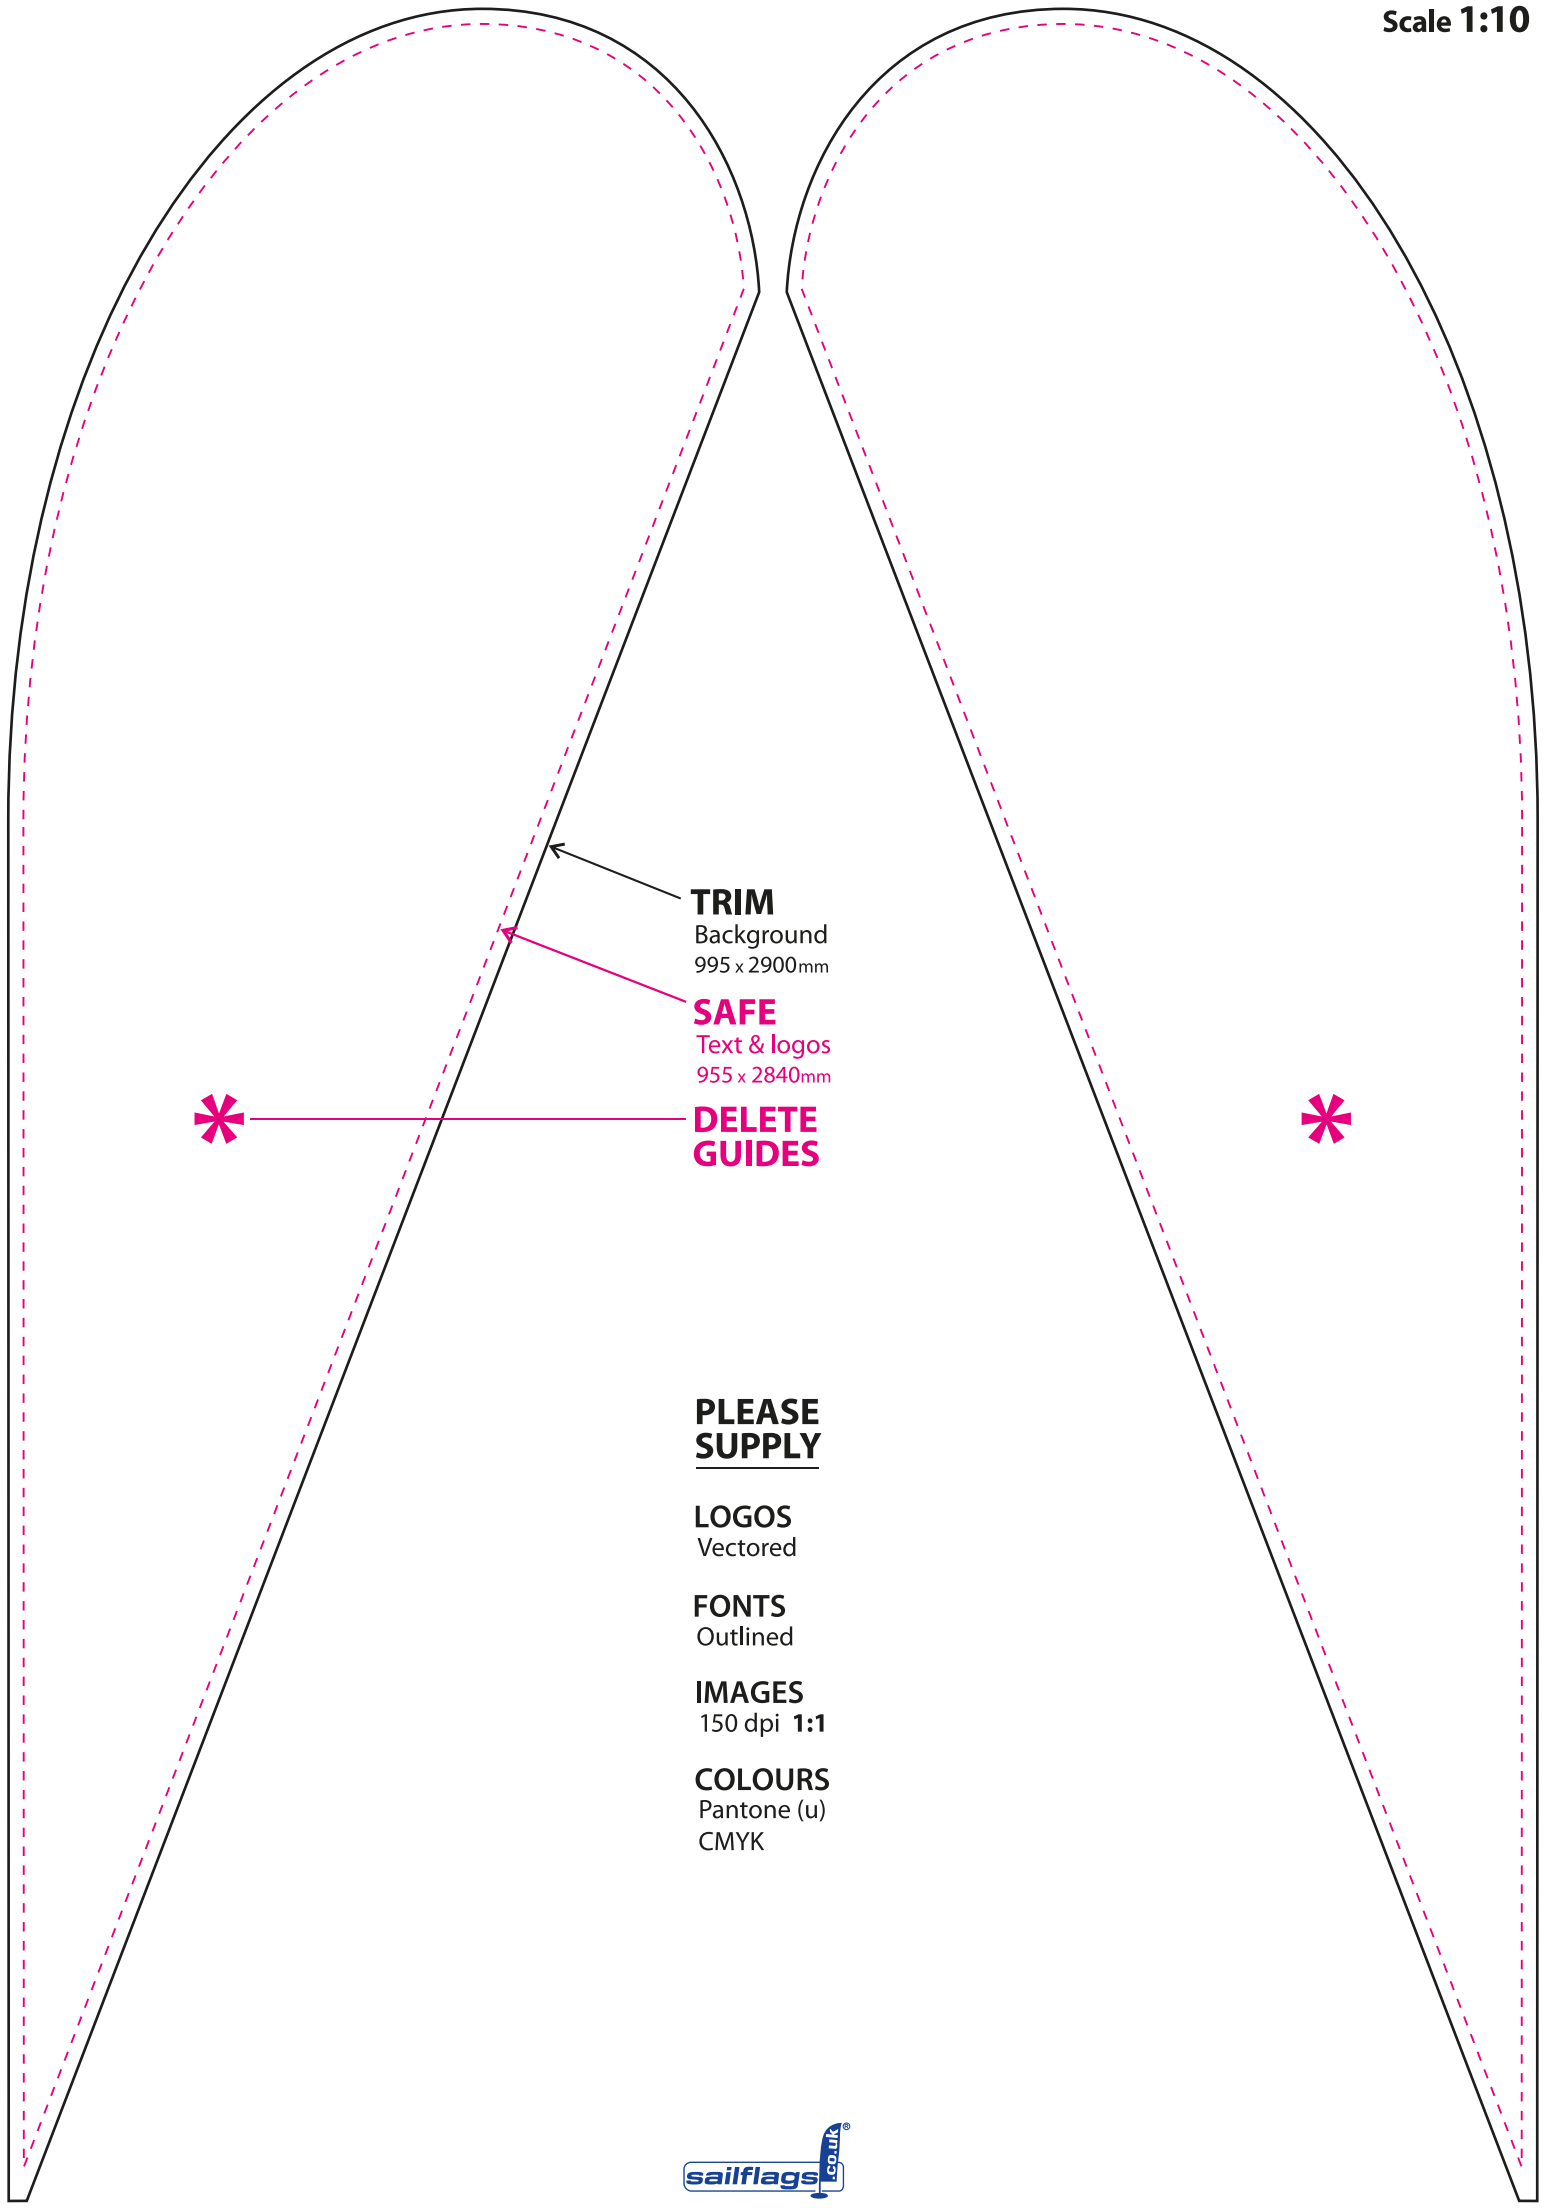 Scale 1:10
TRIM
Background
995 x 2900mm
SAFE
Text & logos
955 x 2840mm
* DELETE *
GUIDES
PLEASE
SUPPLY
LOGOS
Vectored
FONTS
Outlined
IMAGES
150 dpi 1:1
COLOURS
Pantone (u)
CMYK
sailflags.co.uk®